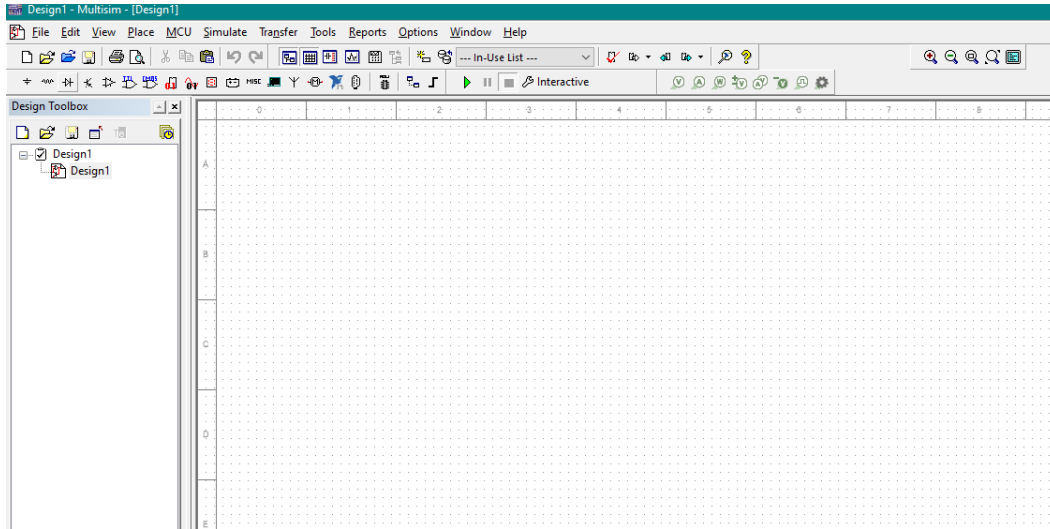 Design1 - Multisim - [Design1]
File Edit View Place MCU Simulate Transfer Tools Reports Options Window Help
--- In-Use List ---
MISC Interactive
V A W V A V A
Design Toolbox
0 1 2 3 4 5 6 7 8
Design1
Design1
A
B
C
D
E